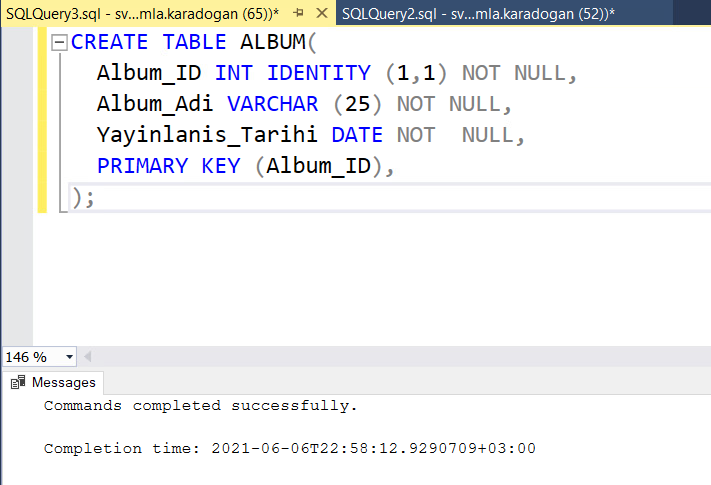 SQLQuery3.sql - sv...mla.karadogan (65))* SQLQuery2.sql - sv...mla.karadogan (52))*
CREATE TABLE ALBUM(
Album_ID INT IDENTITY (1,1) NOT NULL,
Album_Adi VARCHAR (25) NOT NULL,
Yayinlanis_Tarihi DATE NOT  NULL,
PRIMARY KEY (Album_ID),
);
146 %
Messages
Commands completed successfully.
Completion time: 2021-06-06T22:58:12.9290709+03:00